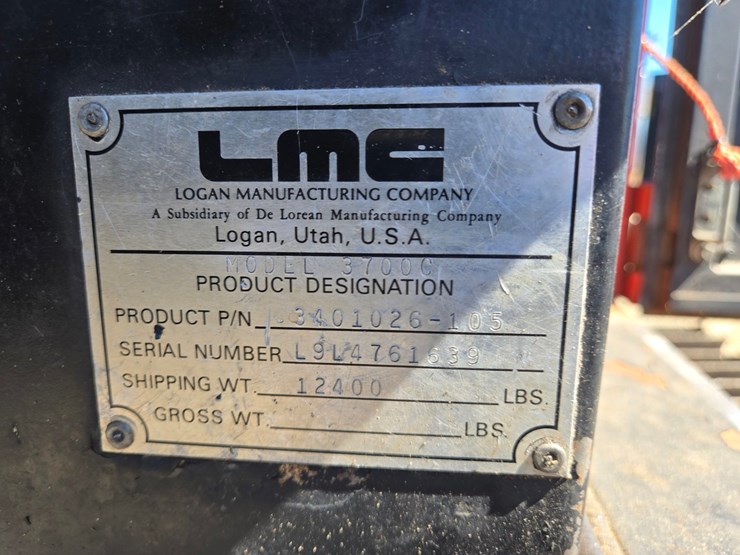 LMC
LOGAN MANUFACTURING COMPANY
A Subsidiary of De Lorean Manufacturing Company
Logan, Utah, U.S.A.
MODEL 3700C
PRODUCT DESIGNATION
PRODUCT P/N 3401026-105
SERIAL NUMBER L9L4761639
SHIPPING WT. 12400 LBS.
GROSS WT. LBS.